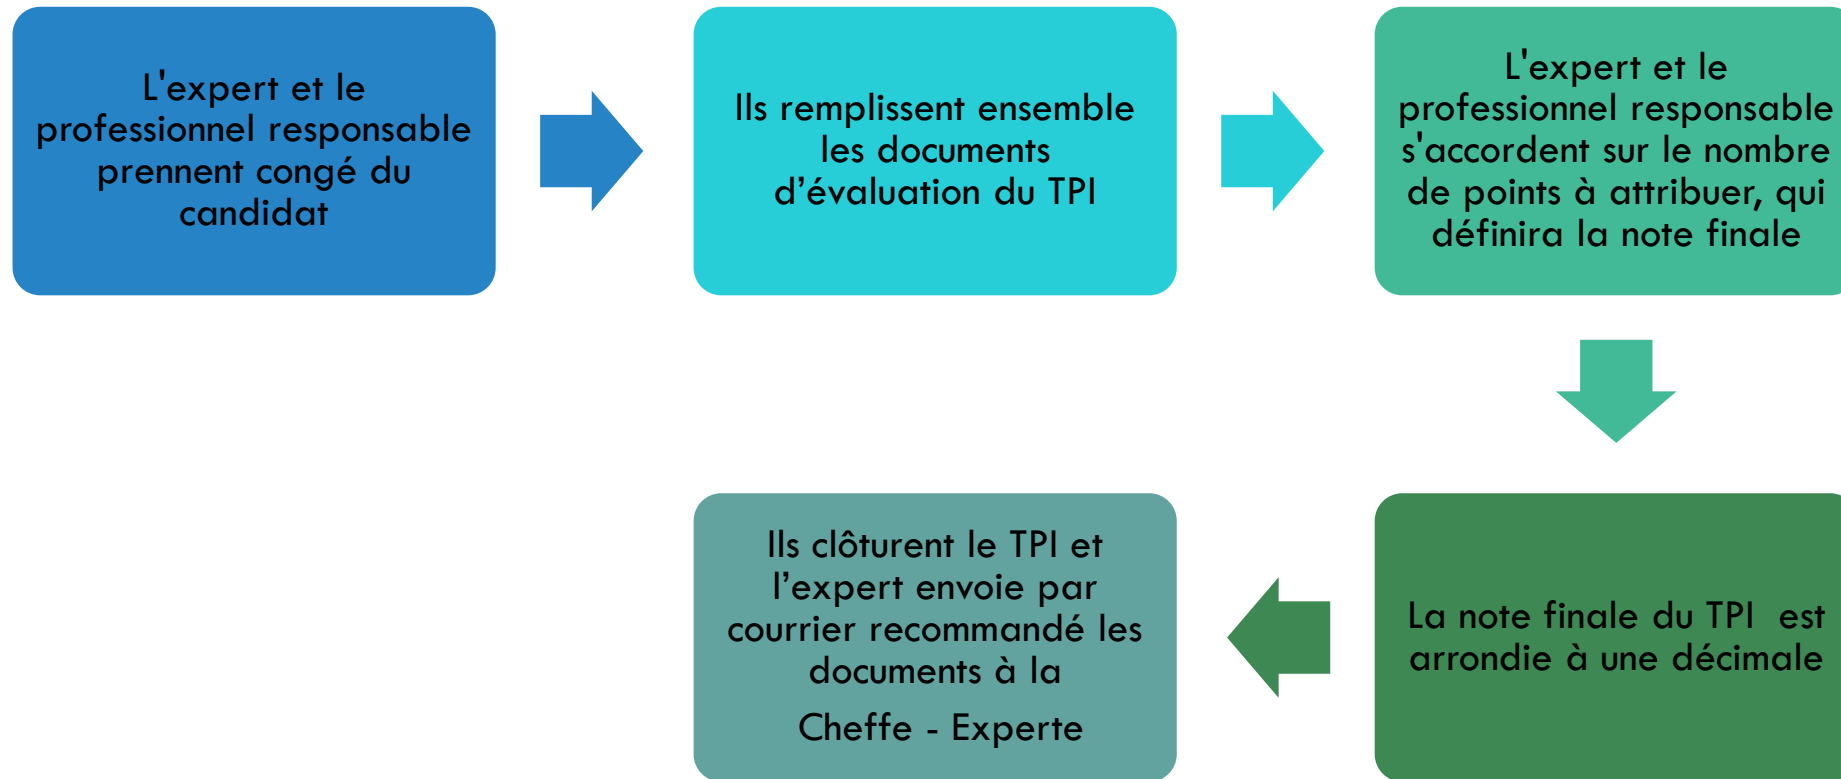 L'expert et le
professionnel responsable
prennent congé du
candidat
Ils remplissent ensemble
les documents
d’évaluation du TPI
L'expert et le
professionnel responsable
s'accordent sur le nombre
de points à attribuer, qui
définira la note finale
La note finale du TPI  est
arrondie à une décimale
Ils clôturent le TPI et
l’expert envoie par
courrier recommandé les
documents à la
Cheffe - Experte